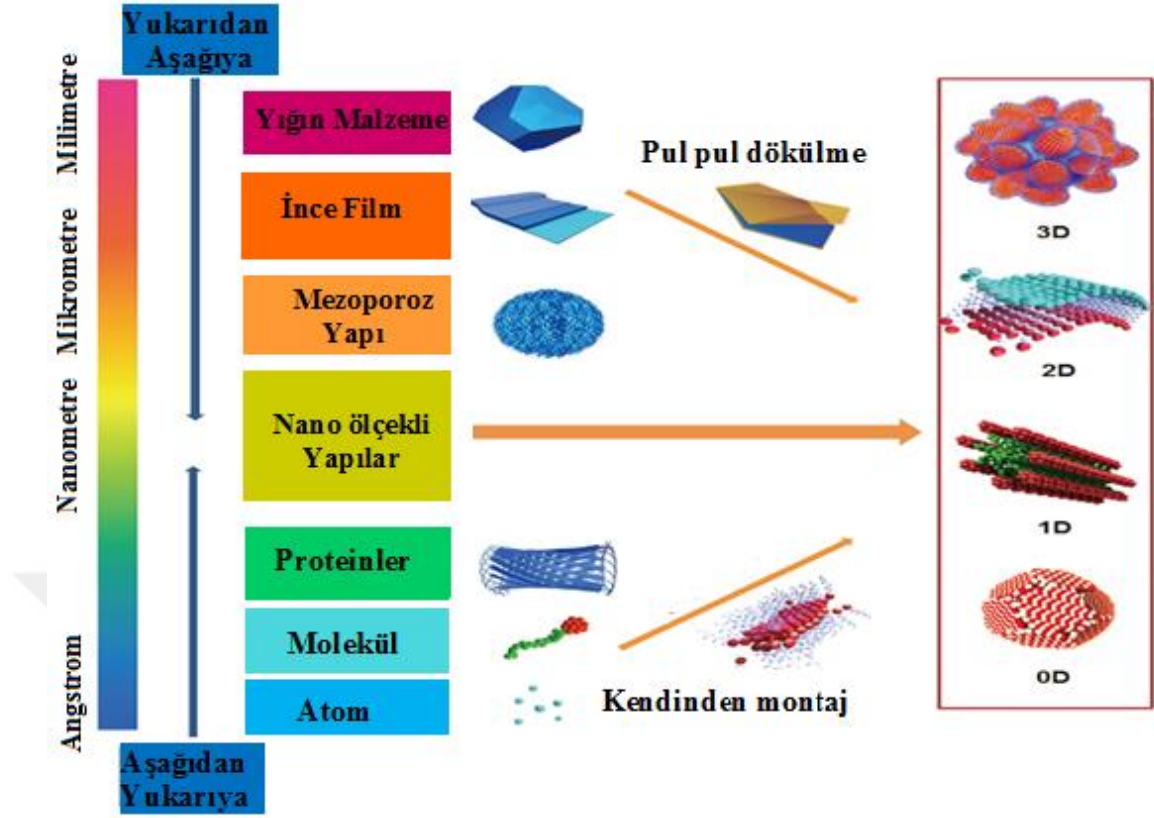 Yukarıdan
Aşağıya
Milimetre
Mikrometre
Nanometre
Angstrom
Yığın Malzeme
İnce Film
Mezoporoz
Yapı
Nano ölçekli
Yapılar
Proteinler
Molekül
Atom
Aşağıdan
Yukarıya
Pul pul dökülme
Kendinden montaj
3D
2D
1D
0D